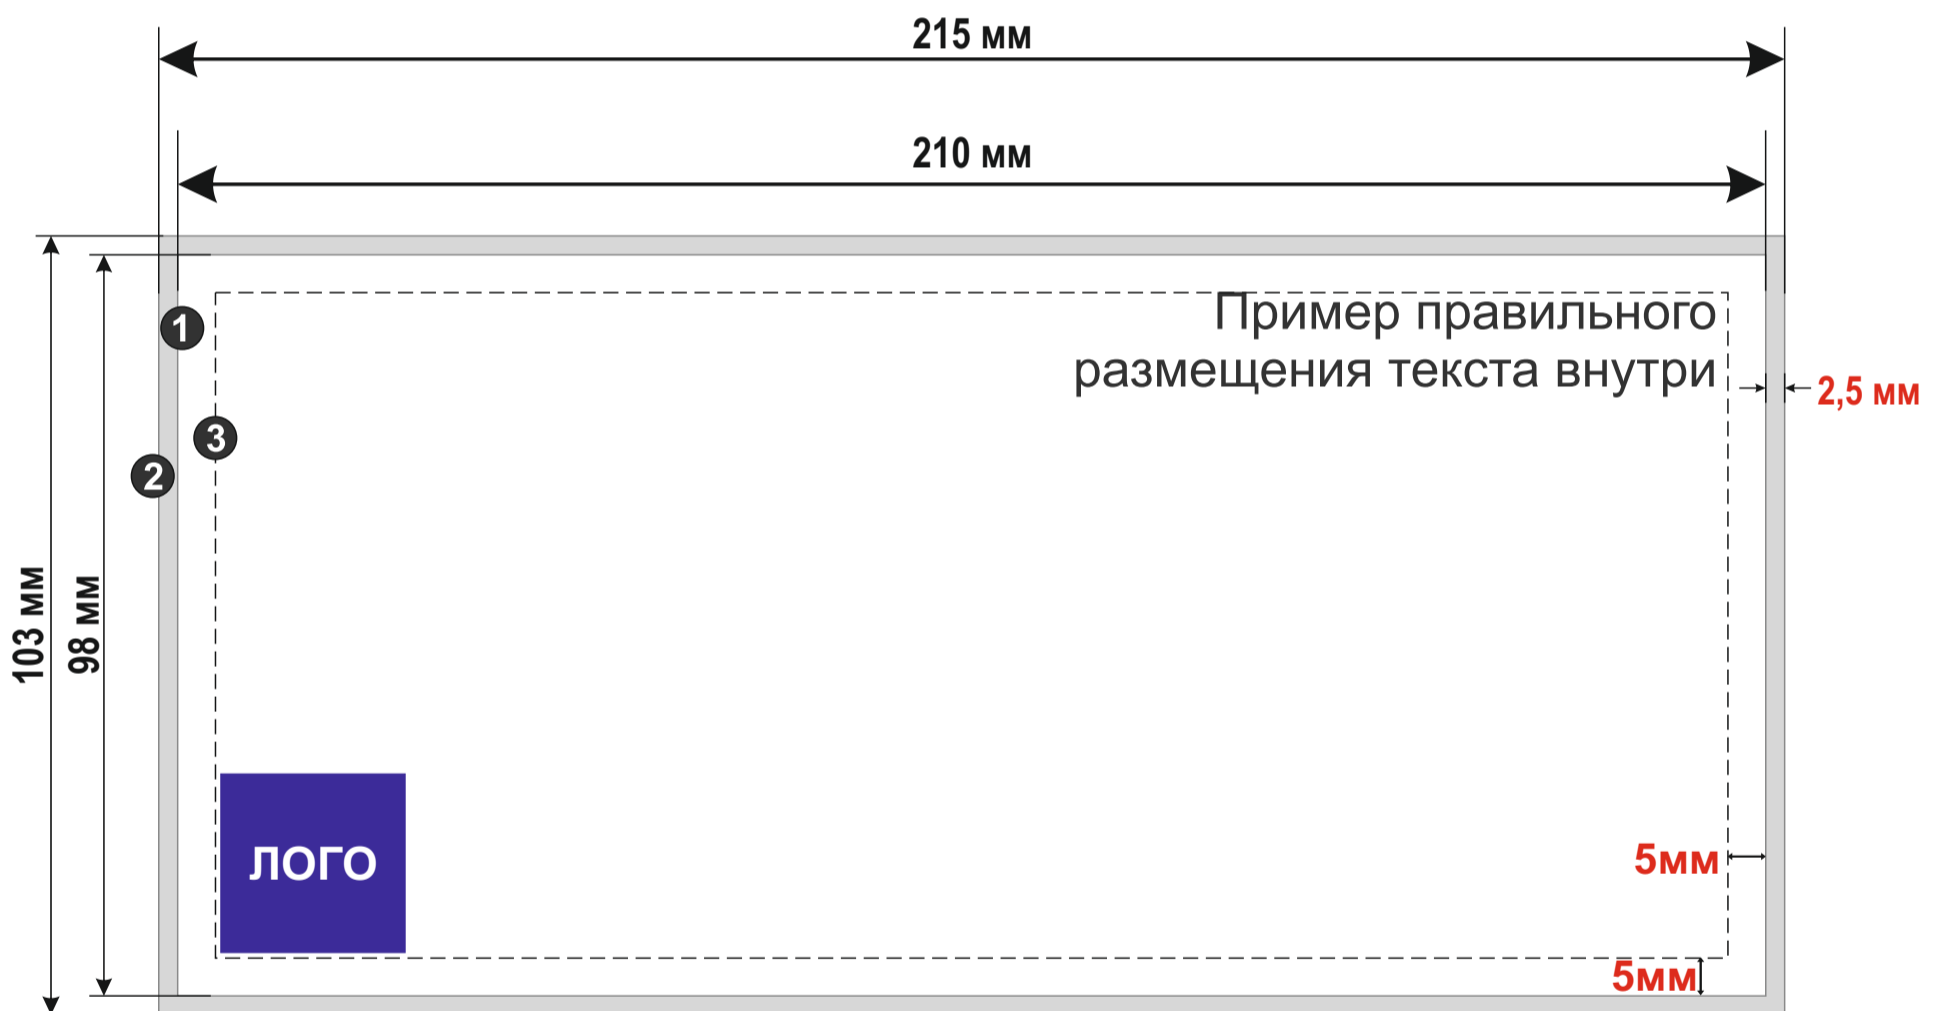 215 мм
210 мм
Пример правильного
размещения текста внутри
1
2,5 мм
3
2
103 мм
98 мм
ЛОГО
5мм
5мм